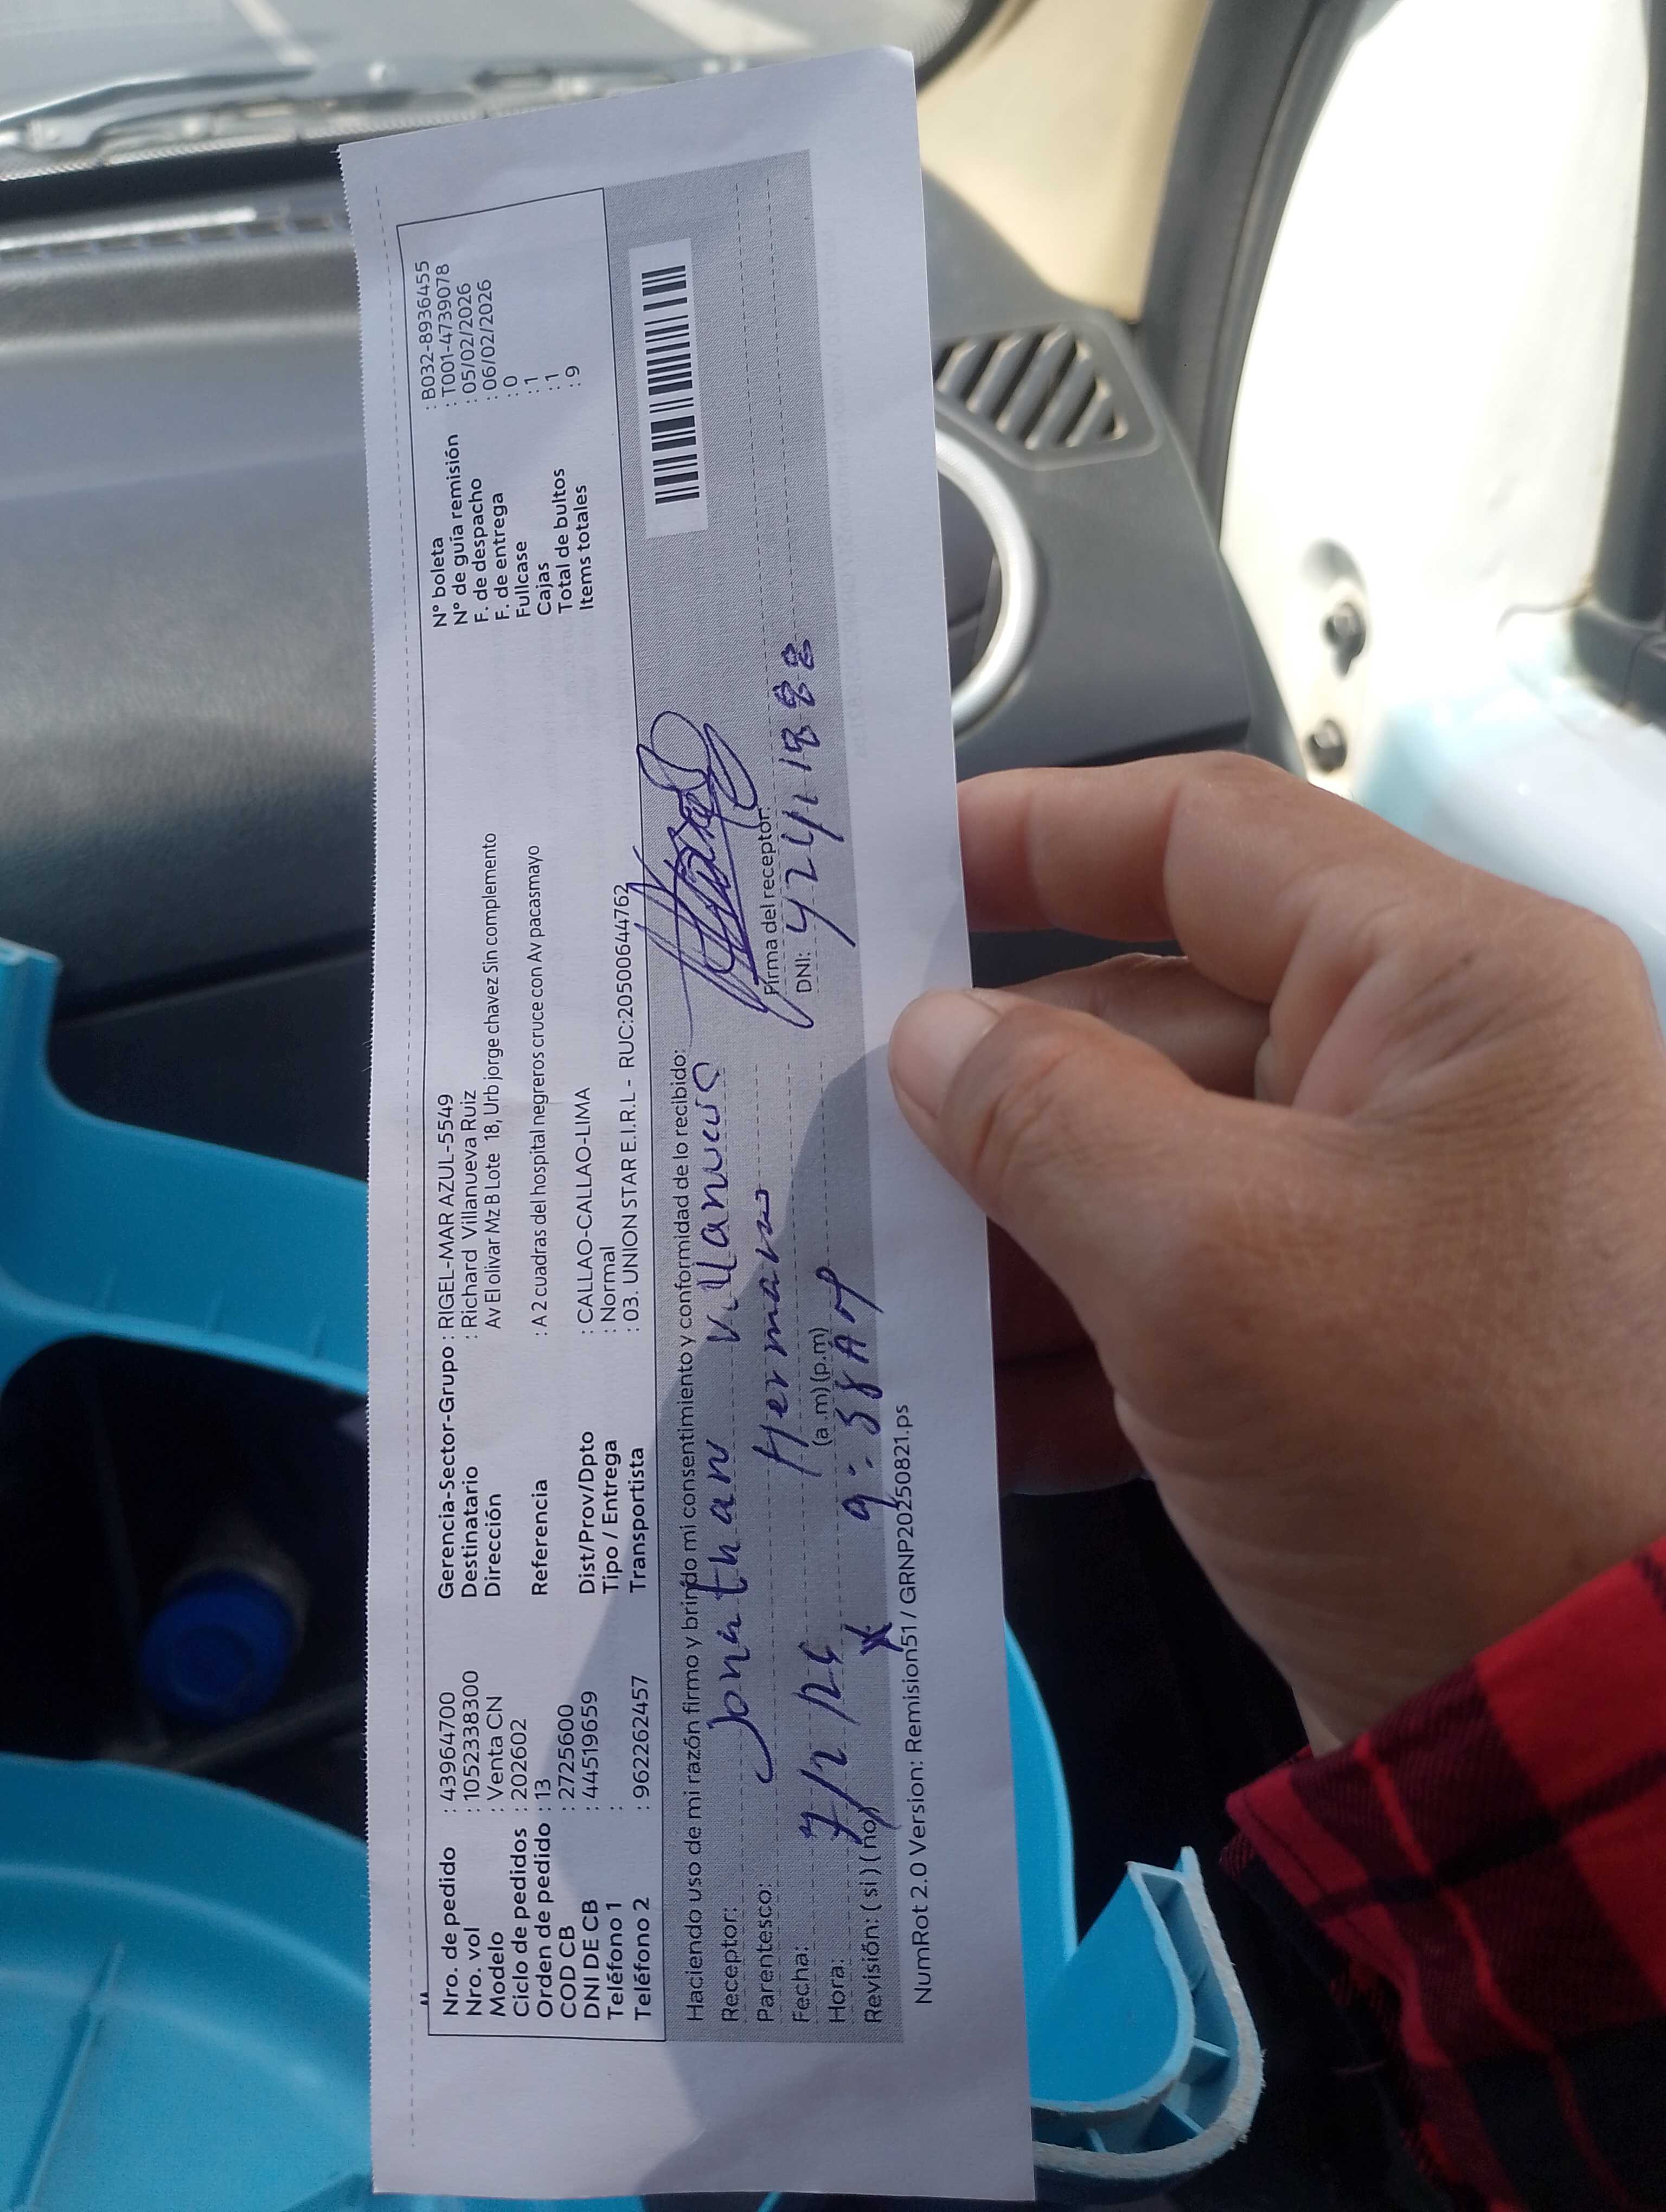 Nro. de pedido : 43964700
Nro. vol : 1052338300
Modelo : Venta CN
Ciclo de pedidos : 202602
Orden de pedido : 13
COD CB : 2725600
DNI DE CB : 44519659
Teléfono 1 :
Teléfono 2 : 962262457
Gerencia-Sector-Grupo : RIGEL-MAR AZUL-5549
Destinatario : Richard Villanueva Ruiz
Dirección Av El olivar Mz B Lote 18, Urb jorge chavez Sin complemento
Referencia : A 2 cuadras del hospital negreros cruce con Av pacasmayo
Dist/Prov/Dpto : CALLAO-CALLAO-LIMA
Tipo / Entrega : Normal
Transportista : 03. UNION STAR E.I.R.L - RUC:20500644762
N° boleta : B032-8936455
N° de guía remisión : T001-4739078
F. de despacho : 05/02/2026
F. de entrega : 06/02/2026
Fullcase : 0
Cajas : 1
Total de bultos : 1
Items totales : 9
Haciendo uso de mi razón firmo y brindo mi consentimiento y conformidad de lo recibido:
Receptor: Jonathan Villanueva
Parentesco: Hermano
Firma del receptor:
Fecha: 7/2/26
DNI:
Hora: (a.m) (p.m)
Revisión: ( si ) ( no) X
NumRot 2.0 Version: Remision51 / GRNP20250821.ps